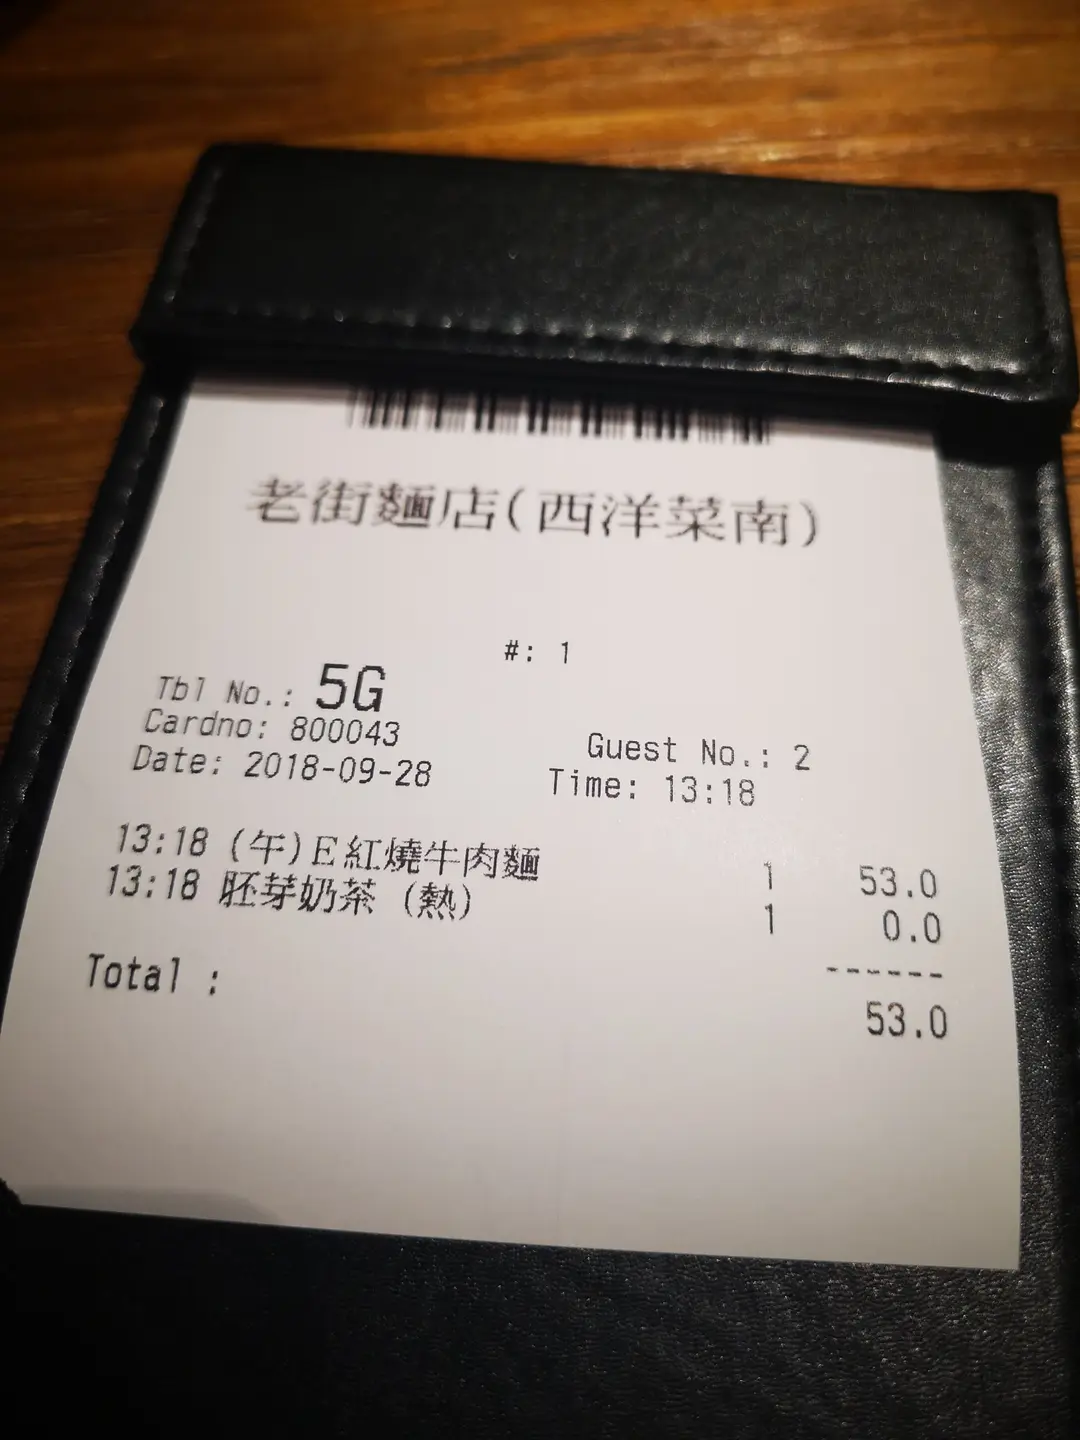 老街麵店(西洋菜南)
#: 1
Tbl No.: 5G
Cardno: 800043 Guest No.: 2
Date: 2018-09-28 Time: 13:18
13:18 (午)E紅燒牛肉麵 1 53.0
13:18 胚芽奶茶 (熱) 1 0.0
------
Total : 53.0